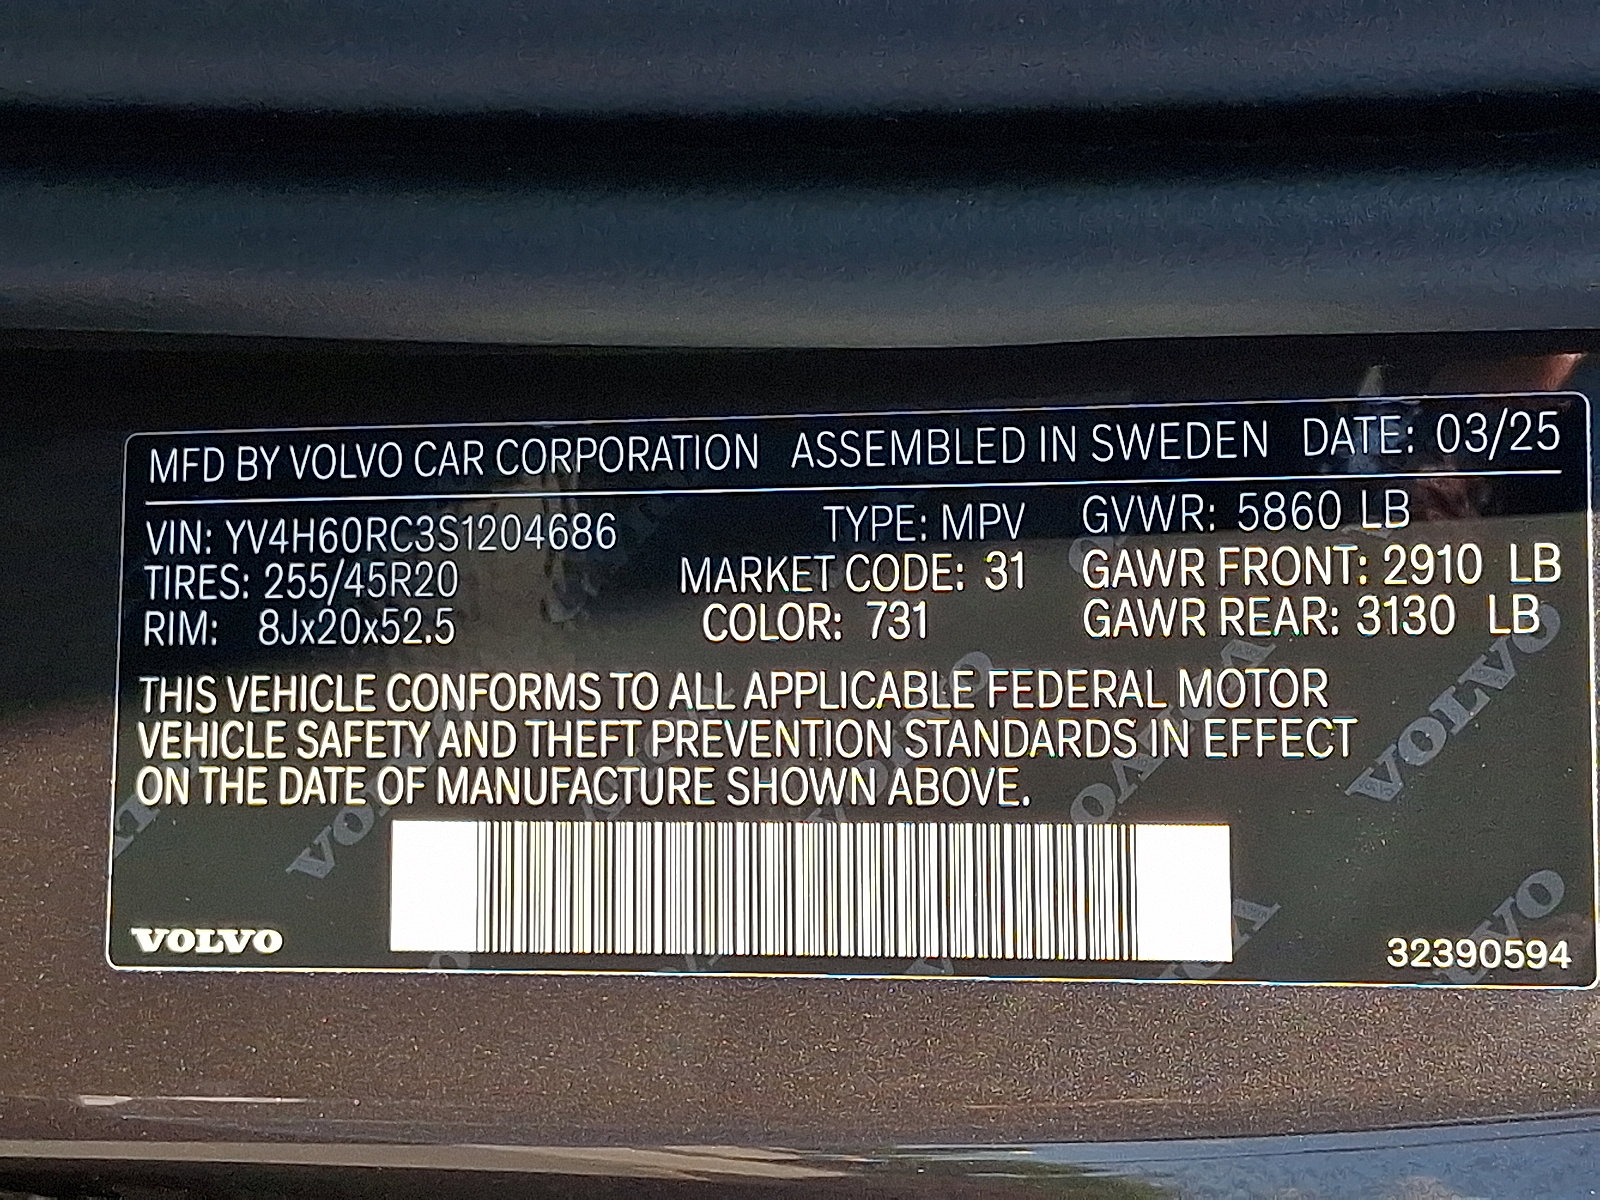 MFD BY VOLVO CAR CORPORATION ASSEMBLED IN SWEDEN DATE: 03/25
VIN: YV4H60RC3S1204686 TYPE: MPV GVWR: 5860 LB
TIRES: 255/45R20 MARKET CODE: 31 GAWR FRONT: 2910 LB
RIM: 8Jx20x52.5 COLOR: 731 GAWR REAR: 3130 LB
THIS VEHICLE CONFORMS TO ALL APPLICABLE FEDERAL MOTOR
VEHICLE SAFETY AND THEFT PREVENTION STANDARDS IN EFFECT
ON THE DATE OF MANUFACTURE SHOWN ABOVE.
VOLVO
32390594